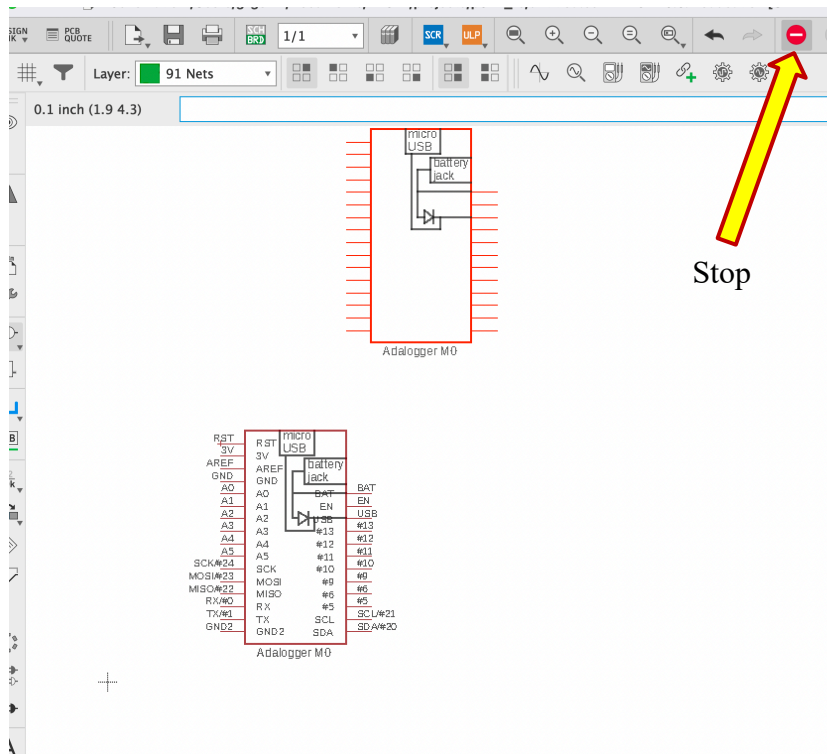 PCB
QUOTE
SCH
BRD
1/1
SCR
ULP
Layer: 91 Nets
0.1 inch (1.9 4.3)
Stop
micro
USB
battery
jack
Adalogger M0
RST
3V
AREF
GND
A0
A1
A2
A3
A4
A5
SCK/#24
MOSI/#23
MISO/#22
RX/#0
TX/#1
GND2
RST
3V
AREF
GND
A0
A1
A2
A3
A4
A5
SCK
MOSI
MISO
RX
TX
GND2
micro
USB
battery
jack
BAT
EN
USB
#13
#12
#11
#10
#9
#6
#5
SCL
SDA
BAT
EN
USB
#13
#12
#11
#10
#9
#6
#5
SCL/#21
SDA/#20
Adalogger M0